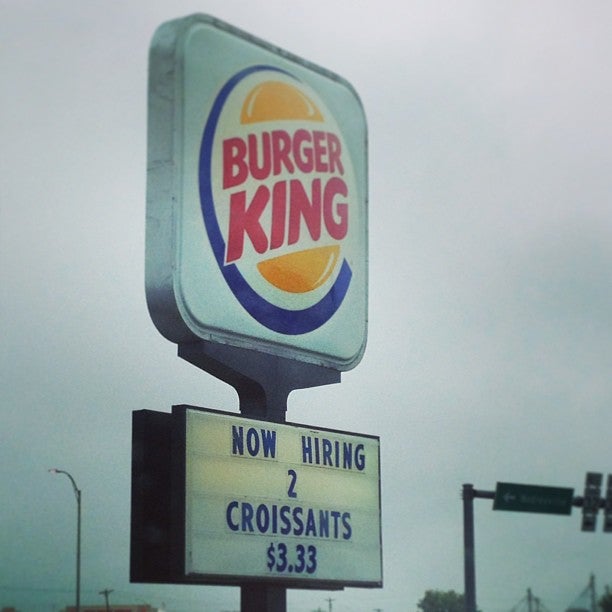 BURGER
KING
NOW HIRING
2
CROISSANTS
$3.33